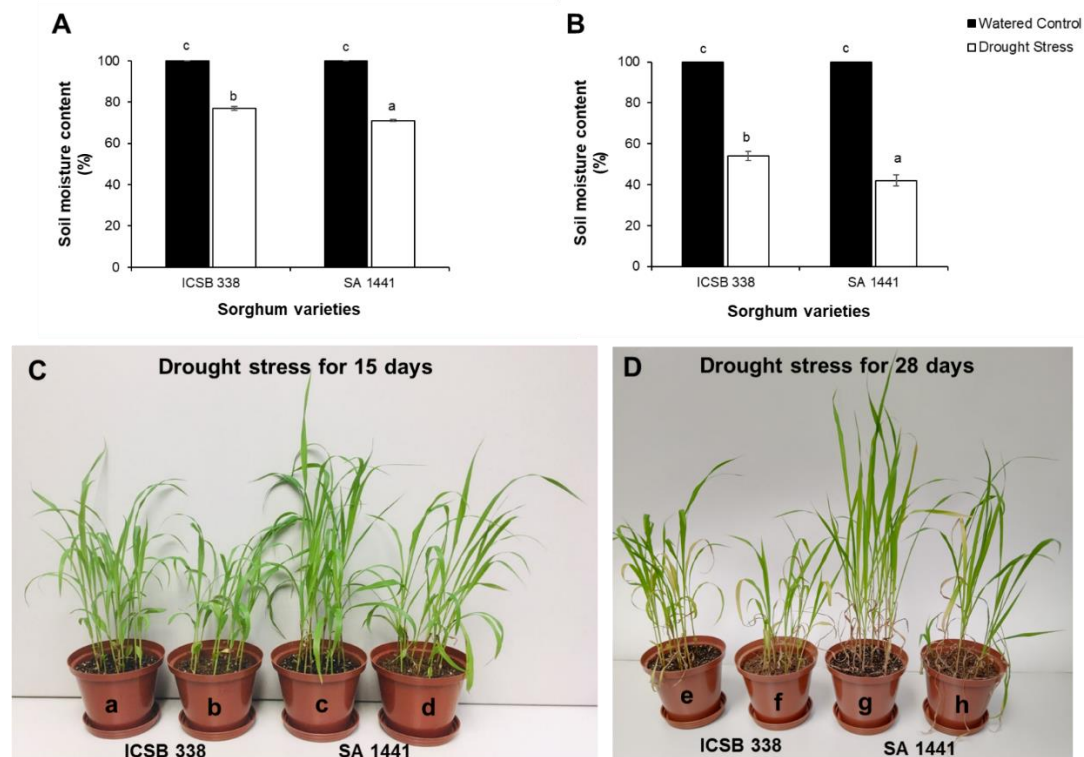 A
c
c
b
a
100
80
60
40
20
0
Soil moisture content
(%)
ICSB 338
SA 1441
Sorghum varieties
B
c
c
b
a
100
80
60
40
20
0
Soil moisture content
(%)
ICSB 338
SA 1441
Sorghum varieties
Watered Control
Drought Stress
C
Drought stress for 15 days
a
b
c
d
ICSB 338
SA 1441
D
Drought stress for 28 days
e
f
g
h
ICSB 338
SA 1441